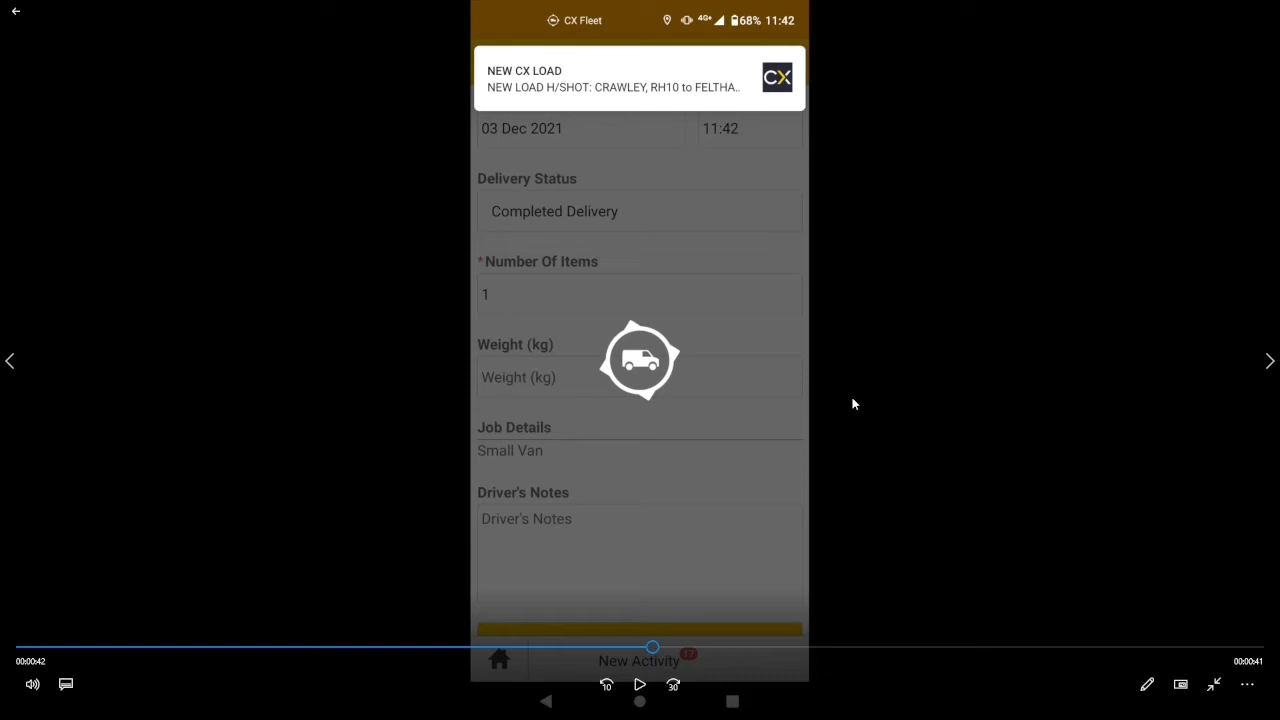 CX Fleet
4G+
68% 11:42
NEW CX LOAD
NEW LOAD H/SHOT: CRAWLEY, RH10 to FELTHA..
CX
03 Dec 2021
11:42
Delivery Status
Completed Delivery
*Number Of Items
1
Weight (kg)
Weight (kg)
Job Details
Small Van
Driver's Notes
Driver's Notes
00:00:42
00:00:41
New Activity
17
10
30